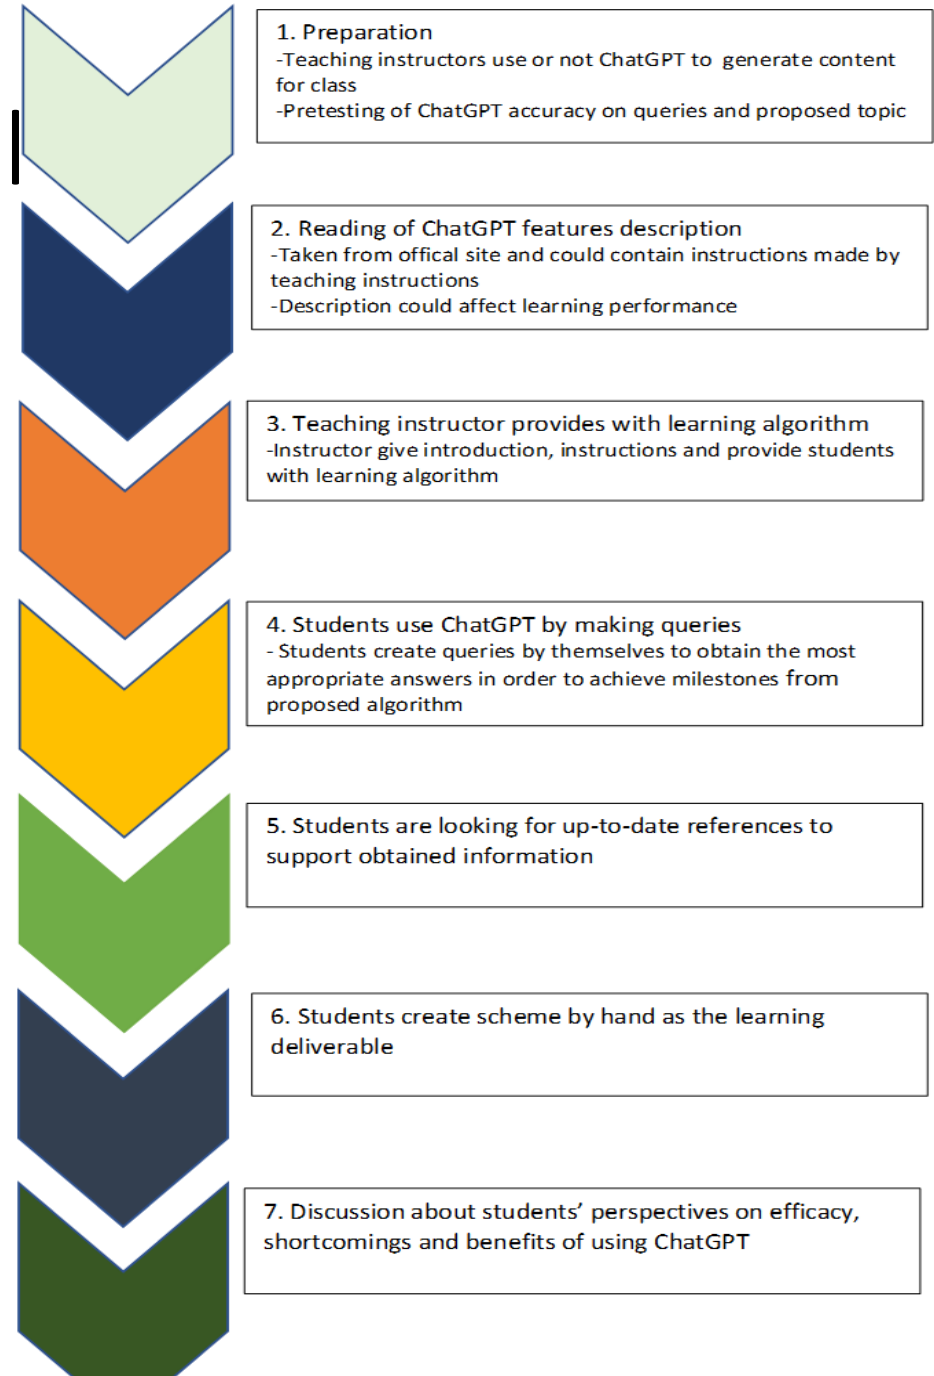 1. Preparation
-Teaching instructors use or not ChatGPT to generate content
for class
-Pretesting of ChatGPT accuracy on queries and proposed topic
2. Reading of ChatGPT features description
-Taken from offical site and could contain instructions made by
teaching instructions
-Description could affect learning performance
3. Teaching instructor provides with learning algorithm
-Instructor give introduction, instructions and provide students
with learning algorithm
4. Students use ChatGPT by making queries
- Students create queries by themselves to obtain the most
appropriate answers in order to achieve milestones from
proposed algorithm
5. Students are looking for up-to-date references to
support obtained information
6. Students create scheme by hand as the learning
deliverable
7. Discussion about students’ perspectives on efficacy,
shortcomings and benefits of using ChatGPT